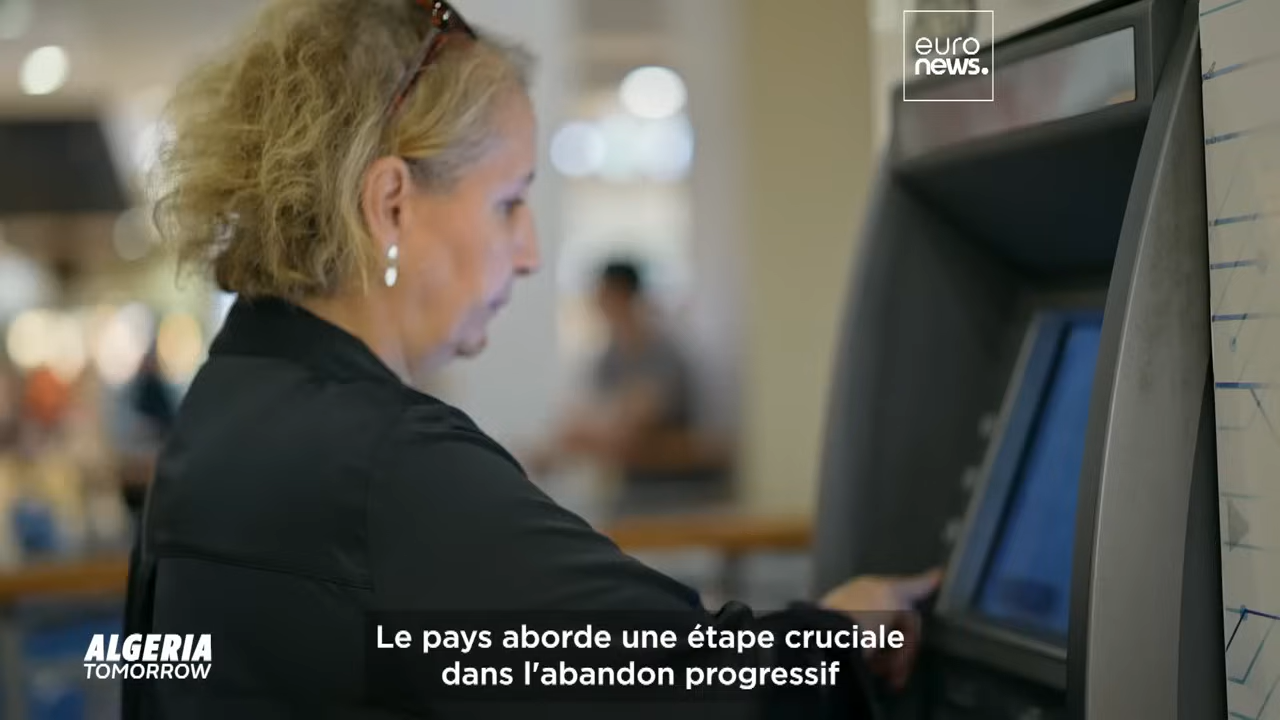 euro
news.
ALGERIA
TOMORROW
Le pays aborde une étape cruciale
dans l'abandon progressif